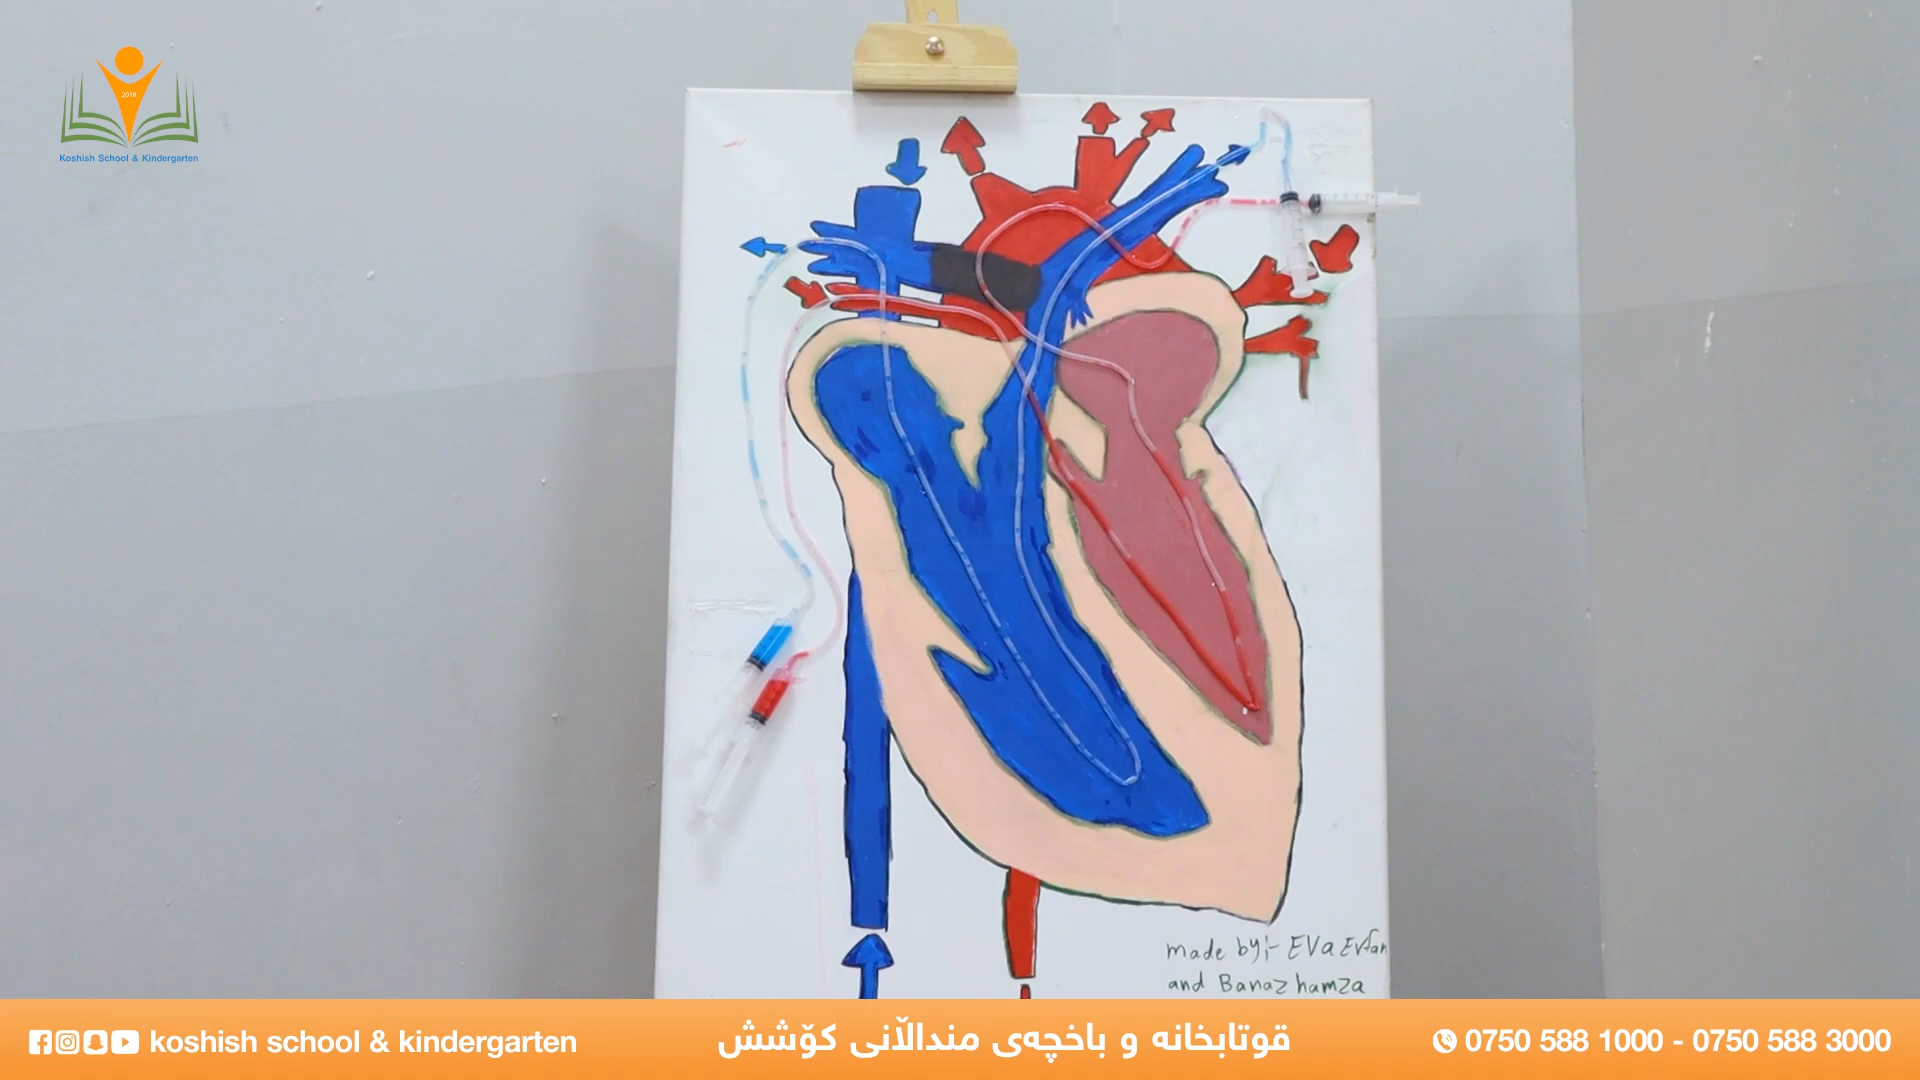 2018
Koshish School & Kindergarten
made by;- EVa Erfan
and Banaz hamza
koshish school & kindergarten
قوتابخانە و باخچەی منداڵانی کۆشش
0750 588 1000 - 0750 588 3000